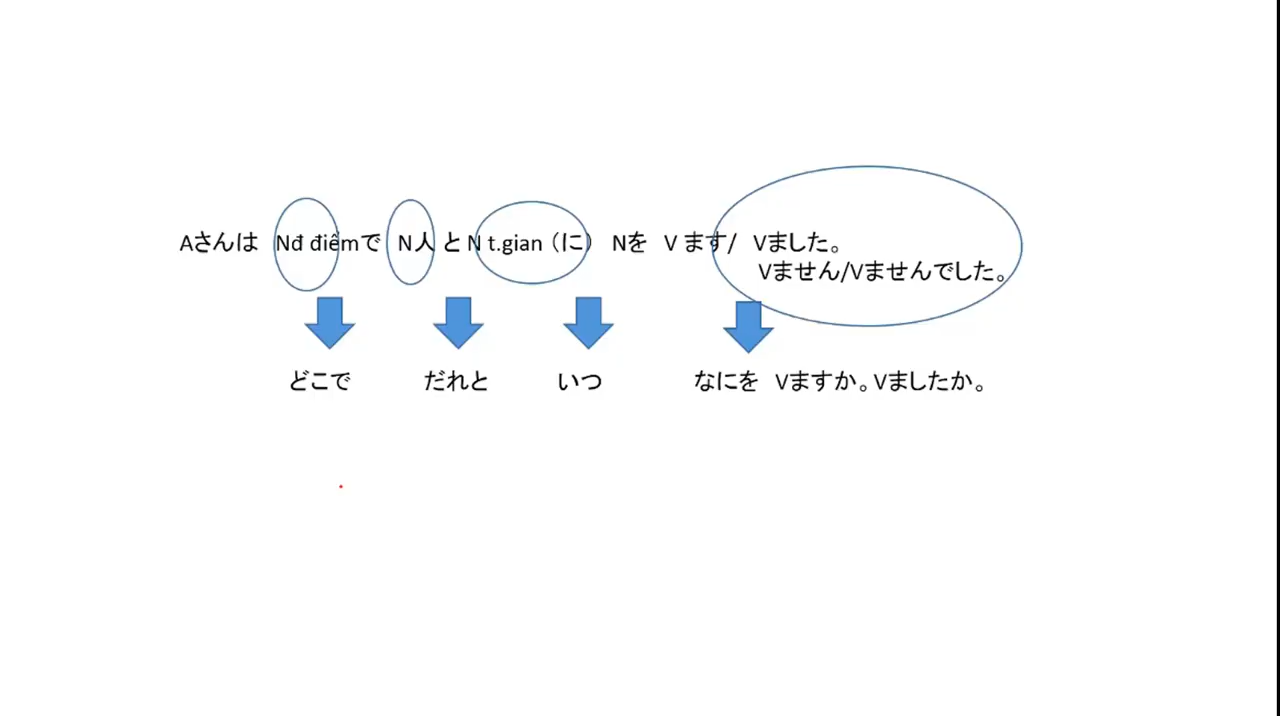 Aさんは Nđ điểmで N人 と N t.gian（に） Nを V ます/ Vました。
Vません/Vませんでした。
どこで だれと いつ なにを Vますか。Vましたか。